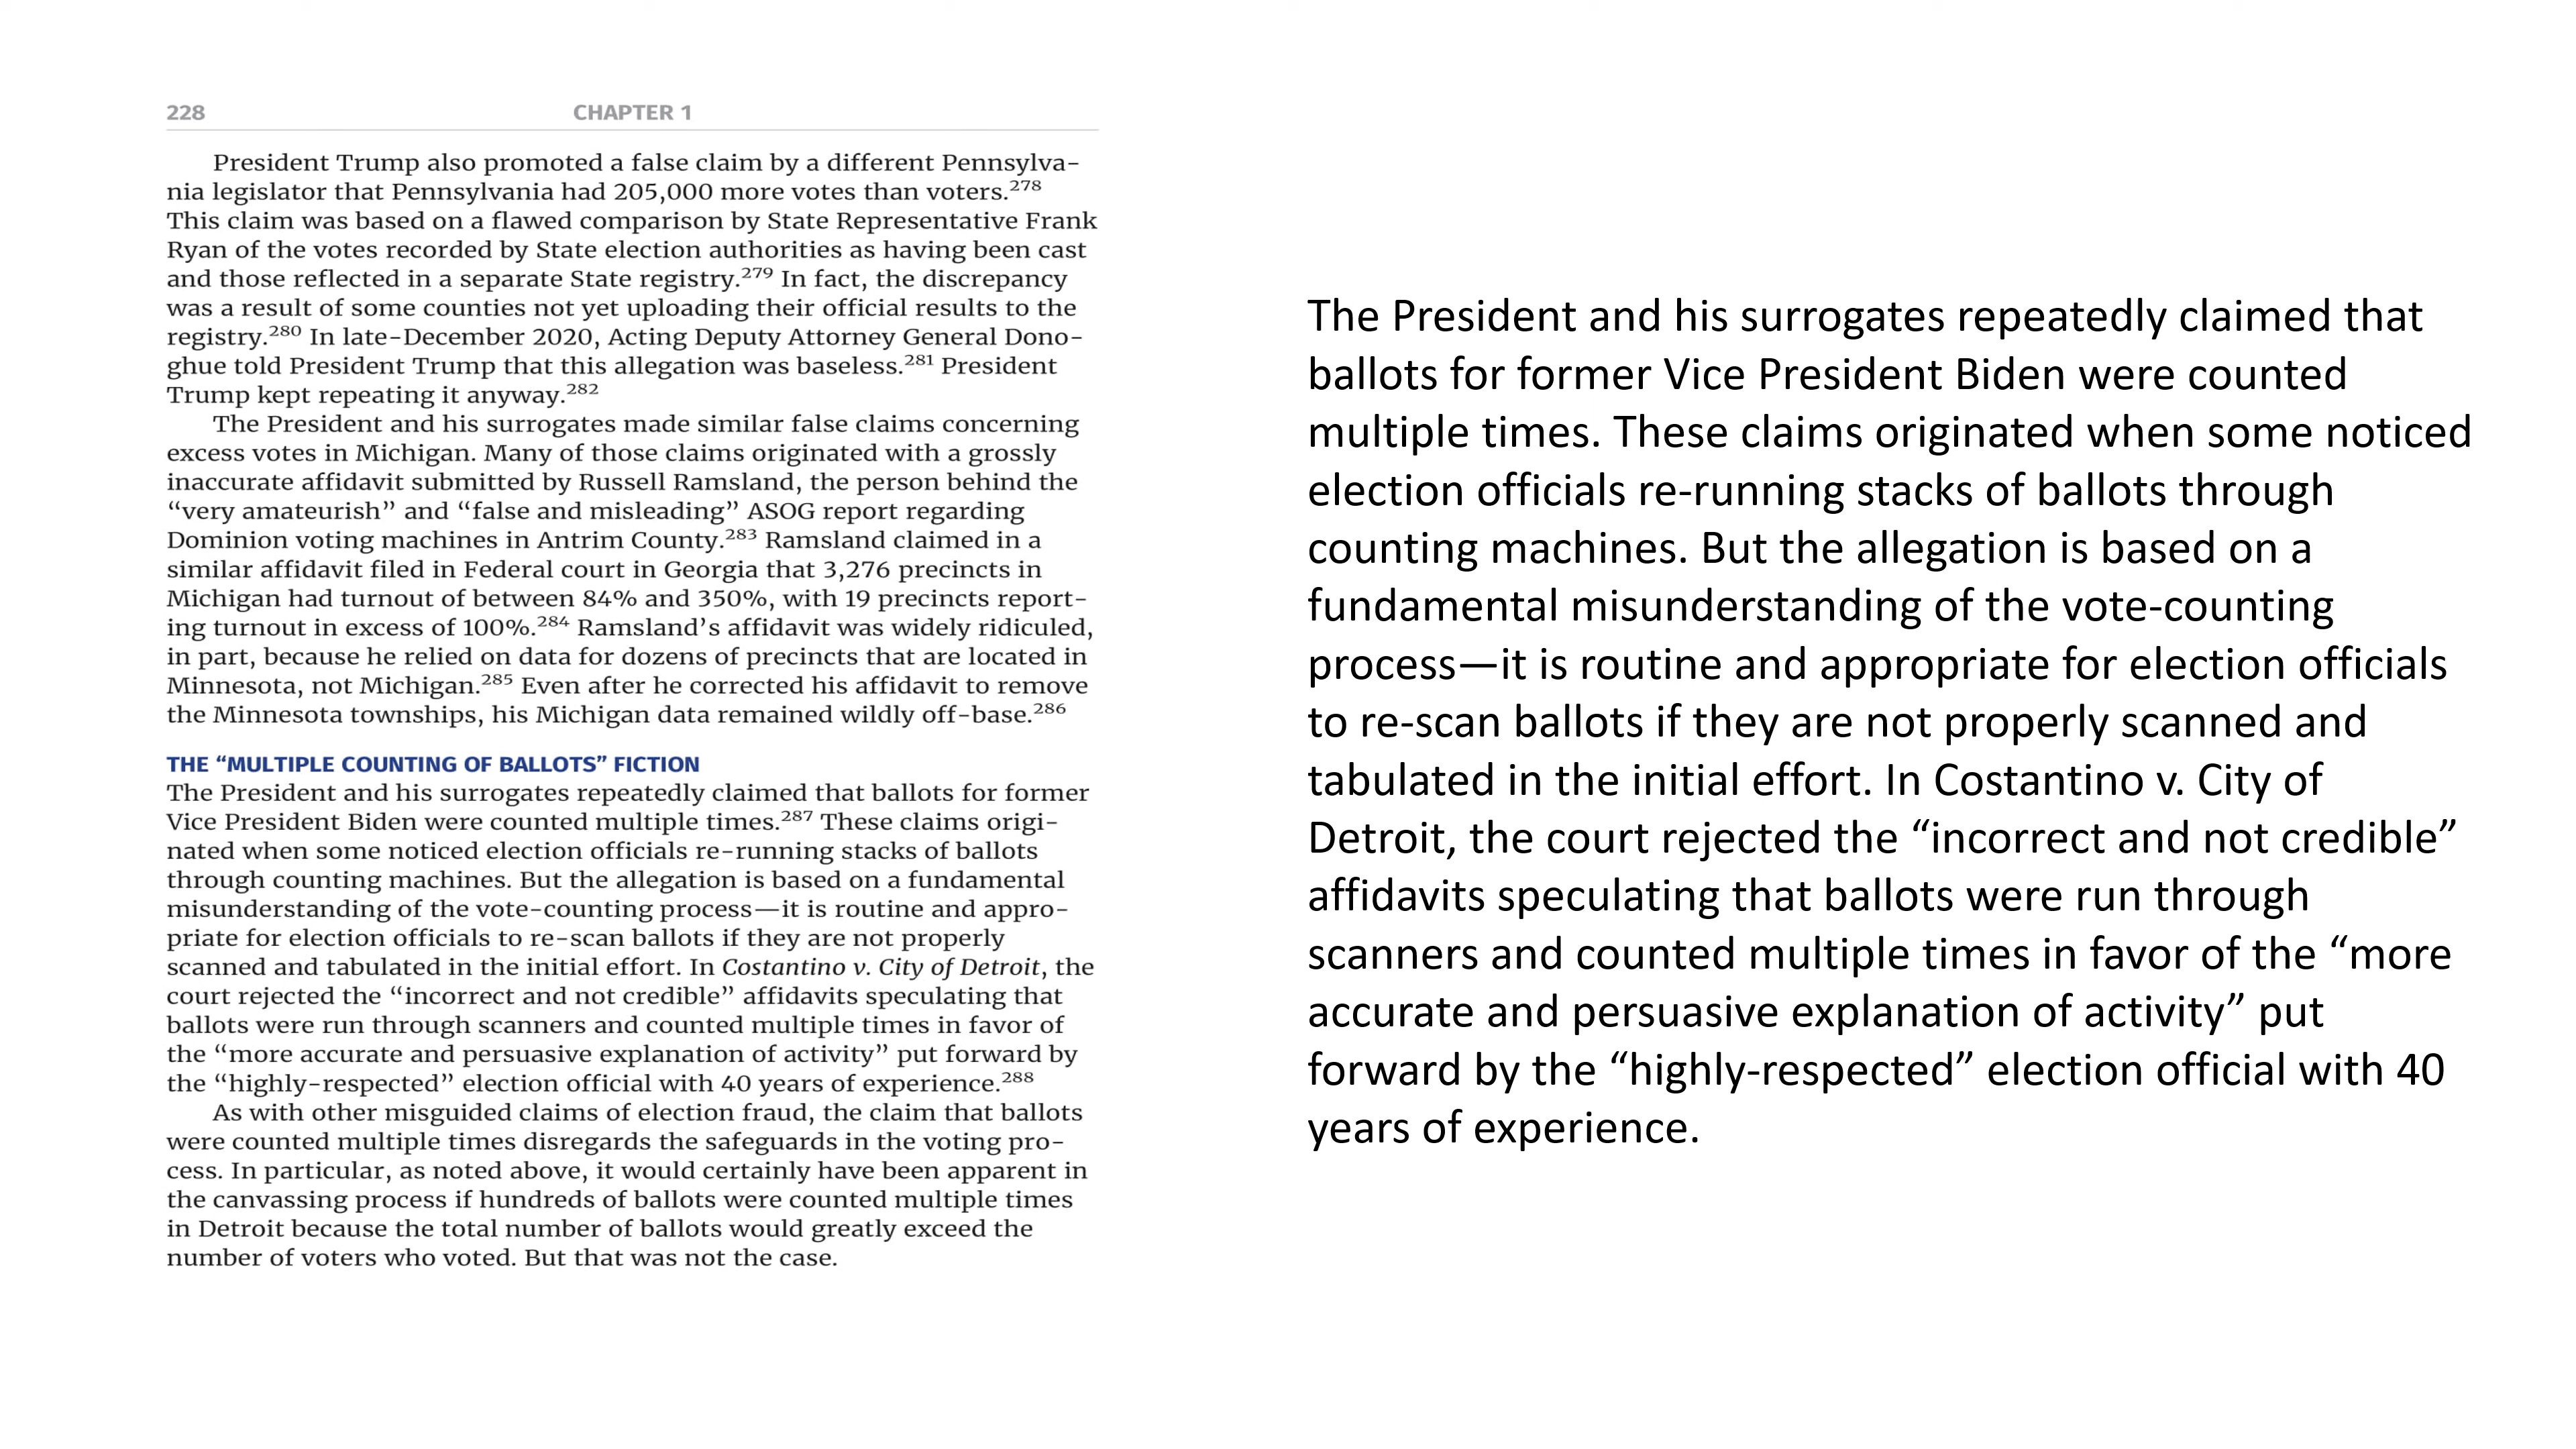 228 CHAPTER 1
President Trump also promoted a false claim by a different Pennsylva-
nia legislator that Pennsylvania had 205,000 more votes than voters.278
This claim was based on a flawed comparison by State Representative Frank
Ryan of the votes recorded by State election authorities as having been cast
and those reflected in a separate State registry.279 In fact, the discrepancy
was a result of some counties not yet uploading their official results to the
registry.280 In late-December 2020, Acting Deputy Attorney General Dono-
ghue told President Trump that this allegation was baseless.281 President
Trump kept repeating it anyway.282
The President and his surrogates made similar false claims concerning
excess votes in Michigan. Many of those claims originated with a grossly
inaccurate affidavit submitted by Russell Ramsland, the person behind the
“very amateurish” and “false and misleading” ASOG report regarding
Dominion voting machines in Antrim County.283 Ramsland claimed in a
similar affidavit filed in Federal court in Georgia that 3,276 precincts in
Michigan had turnout of between 84% and 350%, with 19 precincts report-
ing turnout in excess of 100%.284 Ramsland’s affidavit was widely ridiculed,
in part, because he relied on data for dozens of precincts that are located in
Minnesota, not Michigan.285 Even after he corrected his affidavit to remove
the Minnesota townships, his Michigan data remained wildly off-base.286
THE “MULTIPLE COUNTING OF BALLOTS” FICTION
The President and his surrogates repeatedly claimed that ballots for former
Vice President Biden were counted multiple times.287 These claims origi-
nated when some noticed election officials re-running stacks of ballots
through counting machines. But the allegation is based on a fundamental
misunderstanding of the vote-counting process—it is routine and appro-
priate for election officials to re-scan ballots if they are not properly
scanned and tabulated in the initial effort. In Costantino v. City of Detroit, the
court rejected the “incorrect and not credible” affidavits speculating that
ballots were run through scanners and counted multiple times in favor of
the “more accurate and persuasive explanation of activity” put forward by
the “highly-respected” election official with 40 years of experience.288
As with other misguided claims of election fraud, the claim that ballots
were counted multiple times disregards the safeguards in the voting pro-
cess. In particular, as noted above, it would certainly have been apparent in
the canvassing process if hundreds of ballots were counted multiple times
in Detroit because the total number of ballots would greatly exceed the
number of voters who voted. But that was not the case.
The President and his surrogates repeatedly claimed that
ballots for former Vice President Biden were counted
multiple times. These claims originated when some noticed
election officials re-running stacks of ballots through
counting machines. But the allegation is based on a
fundamental misunderstanding of the vote-counting
process—it is routine and appropriate for election officials
to re-scan ballots if they are not properly scanned and
tabulated in the initial effort. In Costantino v. City of
Detroit, the court rejected the “incorrect and not credible”
affidavits speculating that ballots were run through
scanners and counted multiple times in favor of the “more
accurate and persuasive explanation of activity” put
forward by the “highly-respected” election official with 40
years of experience.